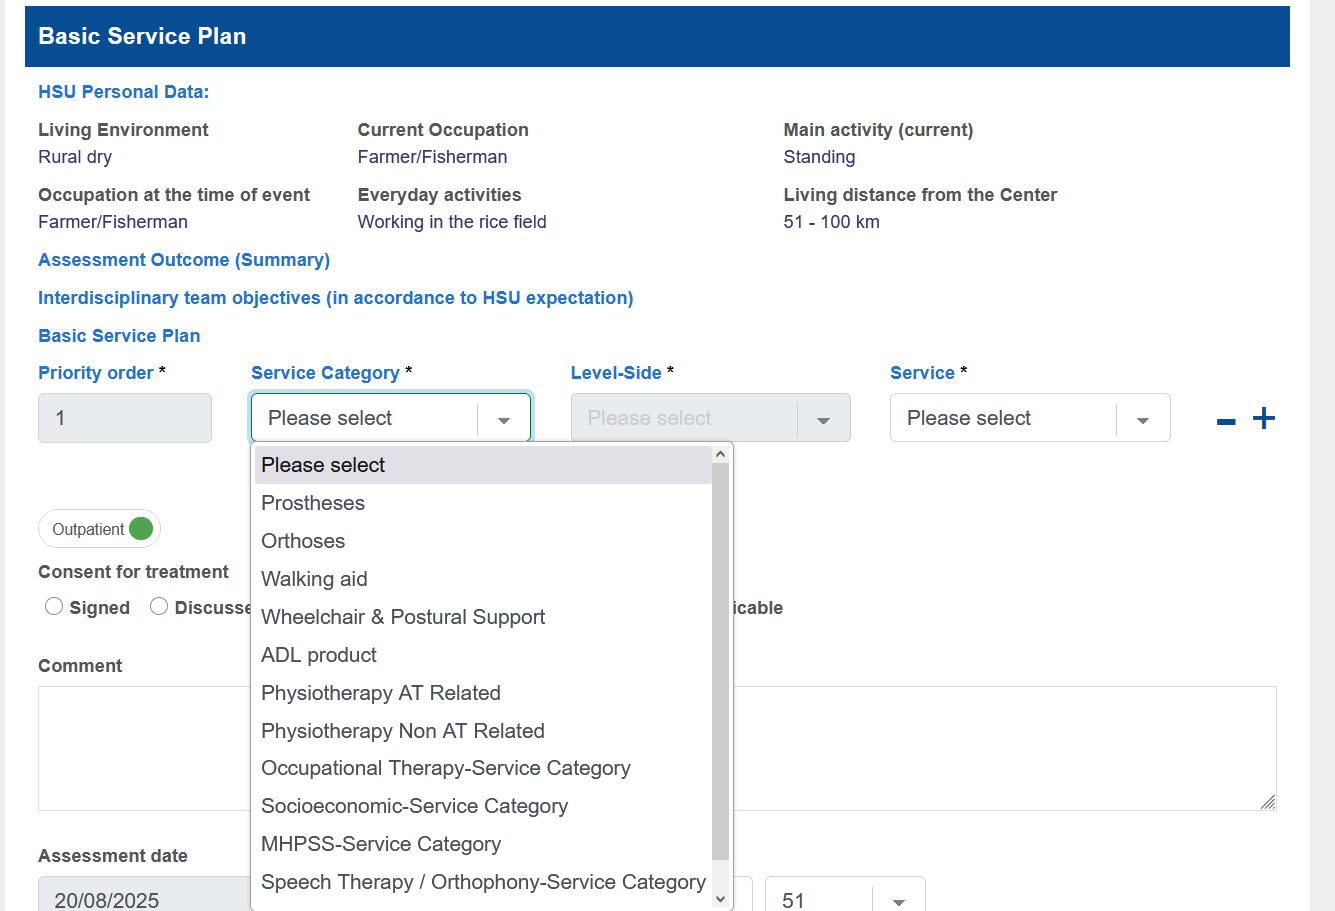 Basic Service Plan
HSU Personal Data:
Living Environment Current Occupation Main activity (current)
Rural dry Farmer/Fisherman Standing
Occupation at the time of event Everyday activities Living distance from the Center
Farmer/Fisherman Working in the rice field 51 - 100 km
Assessment Outcome (Summary)
Interdisciplinary team objectives (in accordance to HSU expectation)
Basic Service Plan
Priority order * Service Category * Level-Side * Service *
1 Please select Please select Please select - +
Please select
Prostheses
Orthoses
Walking aid
Wheelchair & Postural Support
ADL product
Physiotherapy AT Related
Physiotherapy Non AT Related
Occupational Therapy-Service Category
Socioeconomic-Service Category
MHPSS-Service Category
Speech Therapy / Orthophony-Service Category
Outpatient
Consent for treatment
Signed Discusse icable
Comment
Assessment date
20/08/2025 51